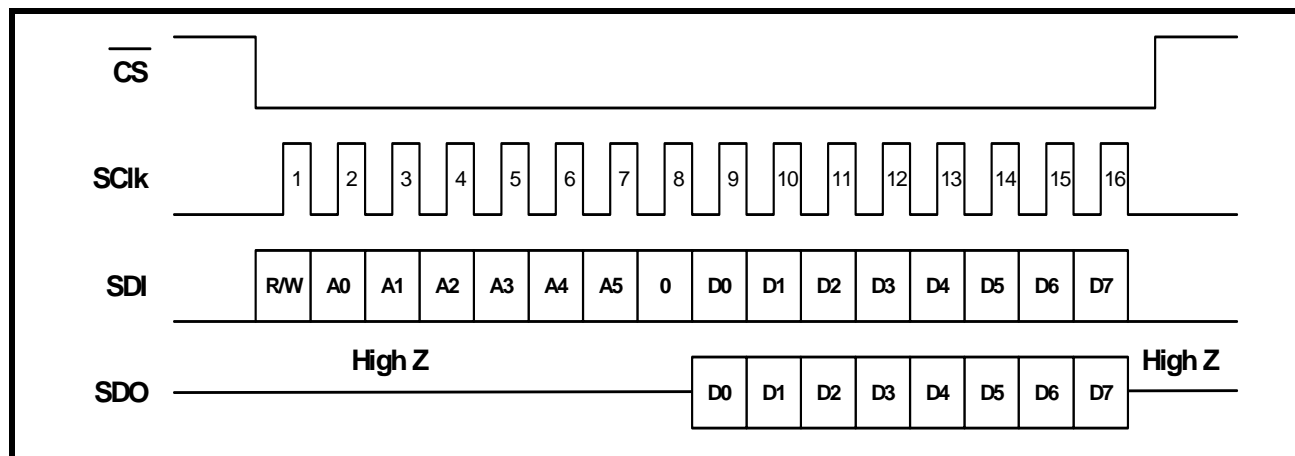 CS
SClk 1 2 3 4 5 6 7 8 9 10 11 12 13 14 15 16
SDI R/W A0 A1 A2 A3 A4 A5 0 D0 D1 D2 D3 D4 D5 D6 D7
High Z High Z
SDO D0 D1 D2 D3 D4 D5 D6 D7